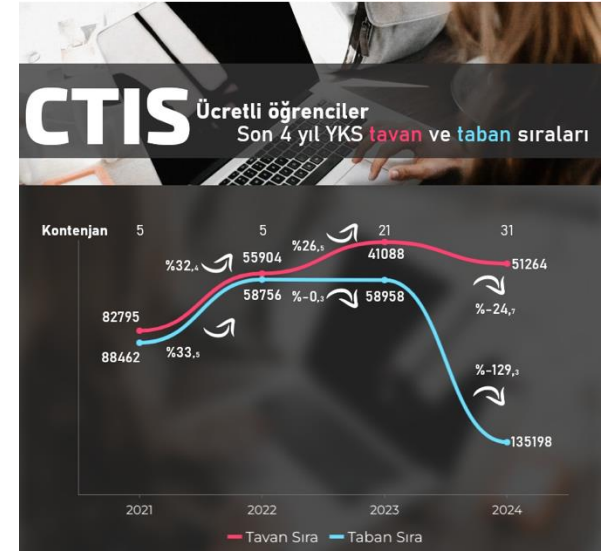 CTIS
Ücretli öğrenciler
Son 4 yıl YKS tavan ve taban sıraları
Kontenjan 5 5 21 31
%32,4 55904 %26,5 41088 51264
82795 58756 %-0,3 58958 %-24,7
88462 %33,5 %-129,3
135198
2021 2022 2023 2024
Tavan Sıra Taban Sıra